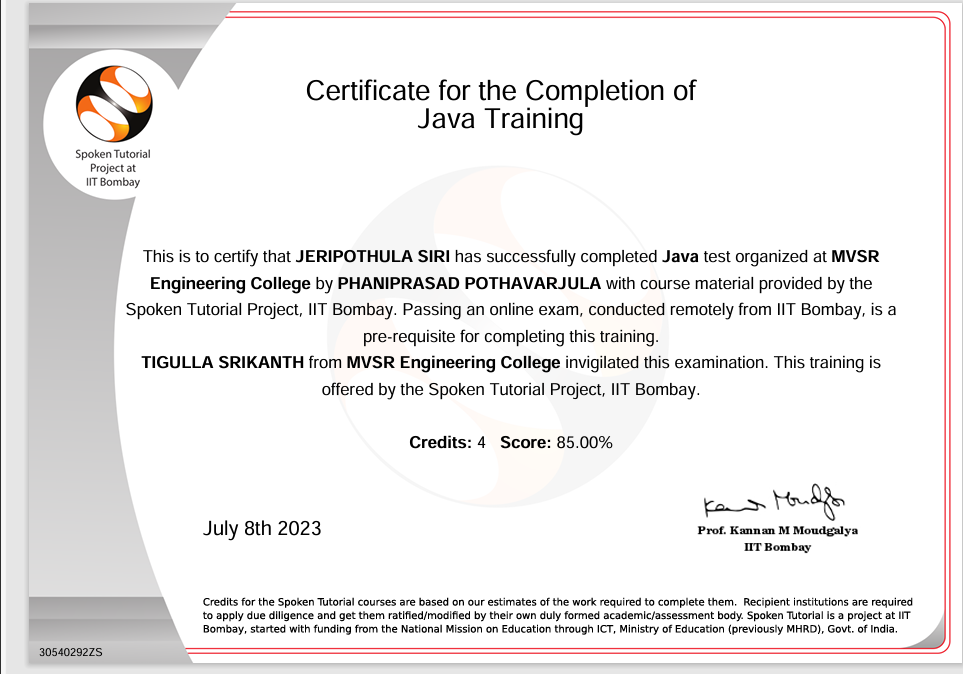 Certificate for the Completion of
Java Training
Spoken Tutorial
Project at
IIT Bombay
This is to certify that JERIPOTHULA SIRI has successfully completed Java test organized at MVSR
Engineering College by PHANIPRASAD POTHAVARJULA with course material provided by the
Spoken Tutorial Project, IIT Bombay. Passing an online exam, conducted remotely from IIT Bombay, is a
pre-requisite for completing this training.
TIGULLA SRIKANTH from MVSR Engineering College invigilated this examination. This training is
offered by the Spoken Tutorial Project, IIT Bombay.
Credits: 4 Score: 85.00%
July 8th 2023
Kannan Moudgalya
Prof. Kannan M Moudgalya
IIT Bombay
Credits for the Spoken Tutorial courses are based on our estimates of the work required to complete them. Recipient institutions are required
to apply due diligence and get them ratified/modified by their own duly formed academic/assessment body. Spoken Tutorial is a project at IIT
Bombay, started with funding from the National Mission on Education through ICT, Ministry of Education (previously MHRD), Govt. of India.
30540292ZS